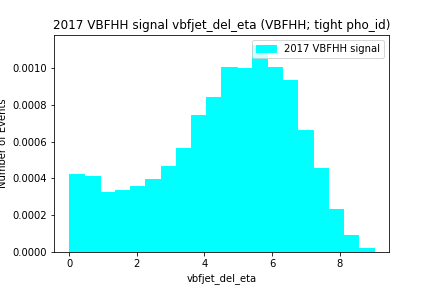 2017 VBFHH signal vbfjet_del_eta (VBFHH; tight pho_id)
2017 VBFHH signal
0.0010
0.0008
0.0006
0.0004
0.0002
0.0000
Number of Events
0 2 4 6 8
vbfjet_del_eta